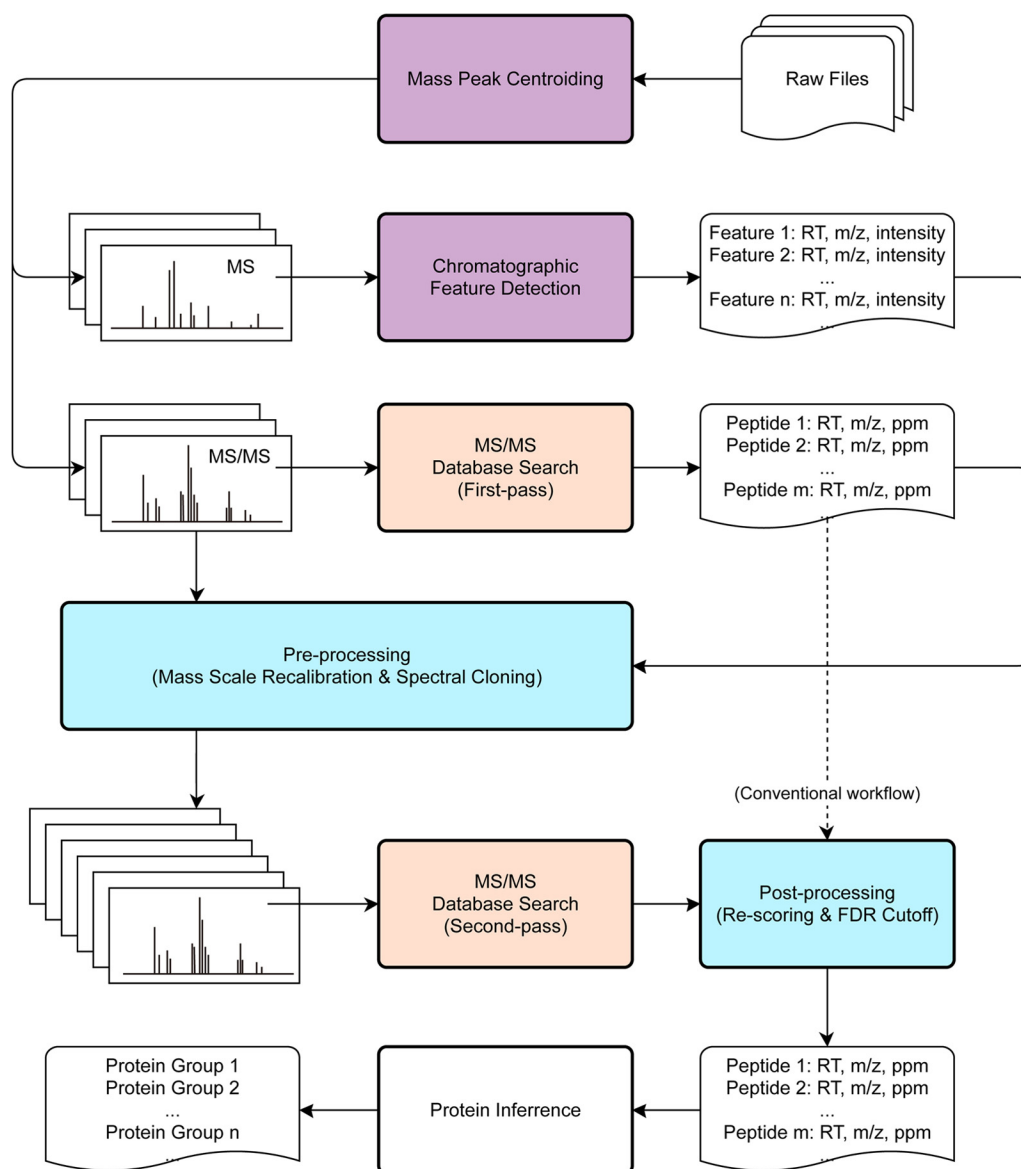 Mass Peak Centroiding
Raw Files
MS
Chromatographic
Feature Detection
Feature 1: RT, m/z, intensity
Feature 2: RT, m/z, intensity
...
Feature n: RT, m/z, intensity
...
MS/MS
MS/MS
Database Search
(First-pass)
Peptide 1: RT, m/z, ppm
Peptide 2: RT, m/z, ppm
...
Peptide m: RT, m/z, ppm
...
Pre-processing
(Mass Scale Recalibration & Spectral Cloning)
(Conventional workflow)
MS/MS
Database Search
(Second-pass)
Post-processing
(Re-scoring & FDR Cutoff)
Protein Group 1
Protein Group 2
...
Protein Group n
...
Protein Inferrence
Peptide 1: RT, m/z, ppm
Peptide 2: RT, m/z, ppm
...
Peptide m: RT, m/z, ppm
...